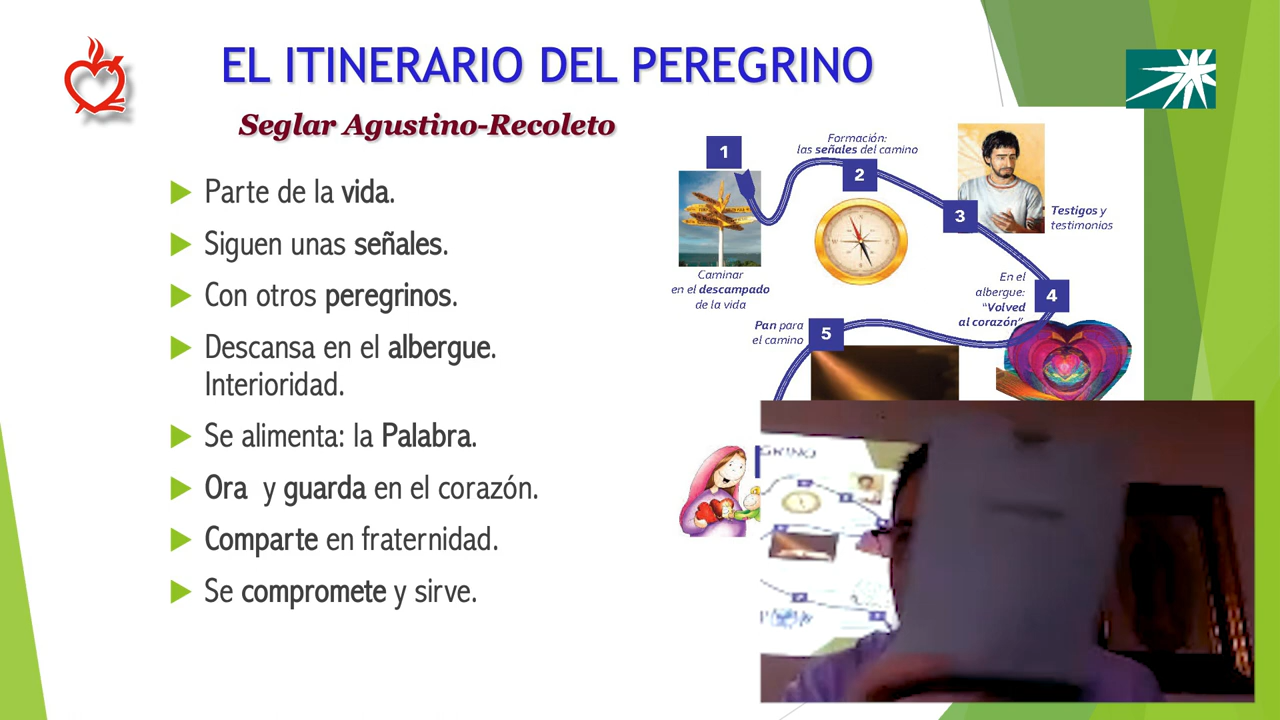 EL ITINERARIO DEL PEREGRINO
Seglar Agustino-Recoleto
Parte de la vida.
Siguen unas señales.
Con otros peregrinos.
Descansa en el albergue.
Interioridad.
Se alimenta: la Palabra.
Ora y guarda en el corazón.
Comparte en fraternidad.
Se compromete y sirve.
1
Caminar
en el descampado
de la vida
Formación:
las señales del camino
2
3
Testigos y
testimonios
En el
albergue:
“Volved
al corazón”
4
Pan para
el camino
5
GRINO